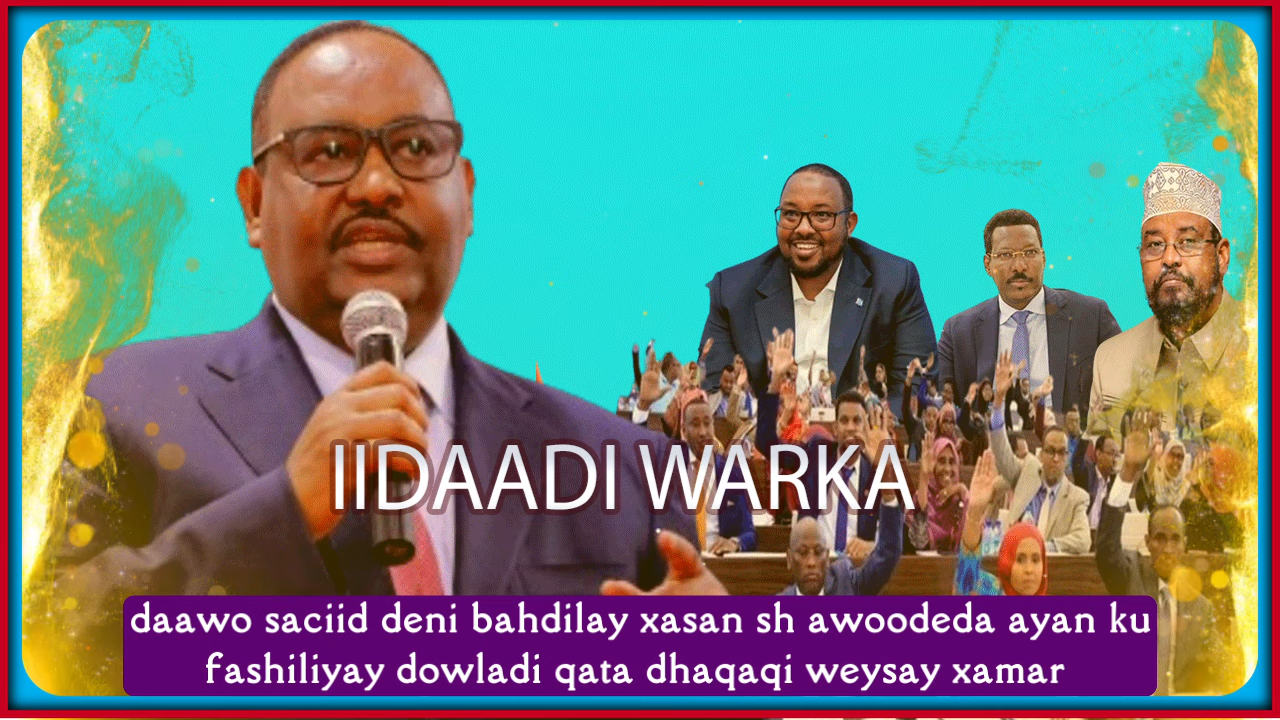 IIDAADI WARKA
daawo saciid deni bahdilay xasan sh awoodeda ayan ku
fashiliyay dowladi qata dhaqaqi weysay xamar